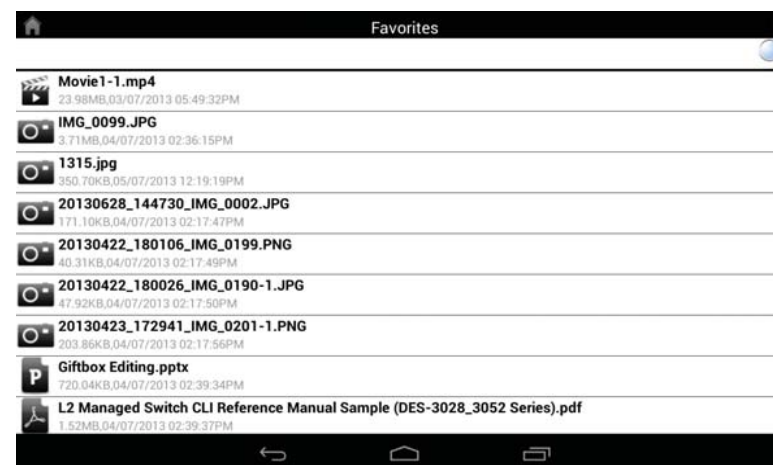 Favorites
Movie1-1.mp4
23.98MB,03/07/2013 05:49:32PM
IMG_0099.JPG
3.71MB,04/07/2013 02:36:15PM
1315.jpg
350.70KB,05/07/2013 12:19:19PM
20130628_144730_IMG_0002.JPG
171.10KB,04/07/2013 02:17:47PM
20130422_180106_IMG_0199.PNG
40.31KB,04/07/2013 02:17:49PM
20130422_180026_IMG_0190-1.JPG
47.92KB,04/07/2013 02:17:50PM
20130423_172941_IMG_0201-1.PNG
203.86KB,04/07/2013 02:17:56PM
Giftbox Editing.pptx
P
720.04KB,04/07/2013 02:39:34PM
L2 Managed Switch CLI Reference Manual Sample (DES-3028_3052 Series).pdf
1.52MB,04/07/2013 02:39:37PM